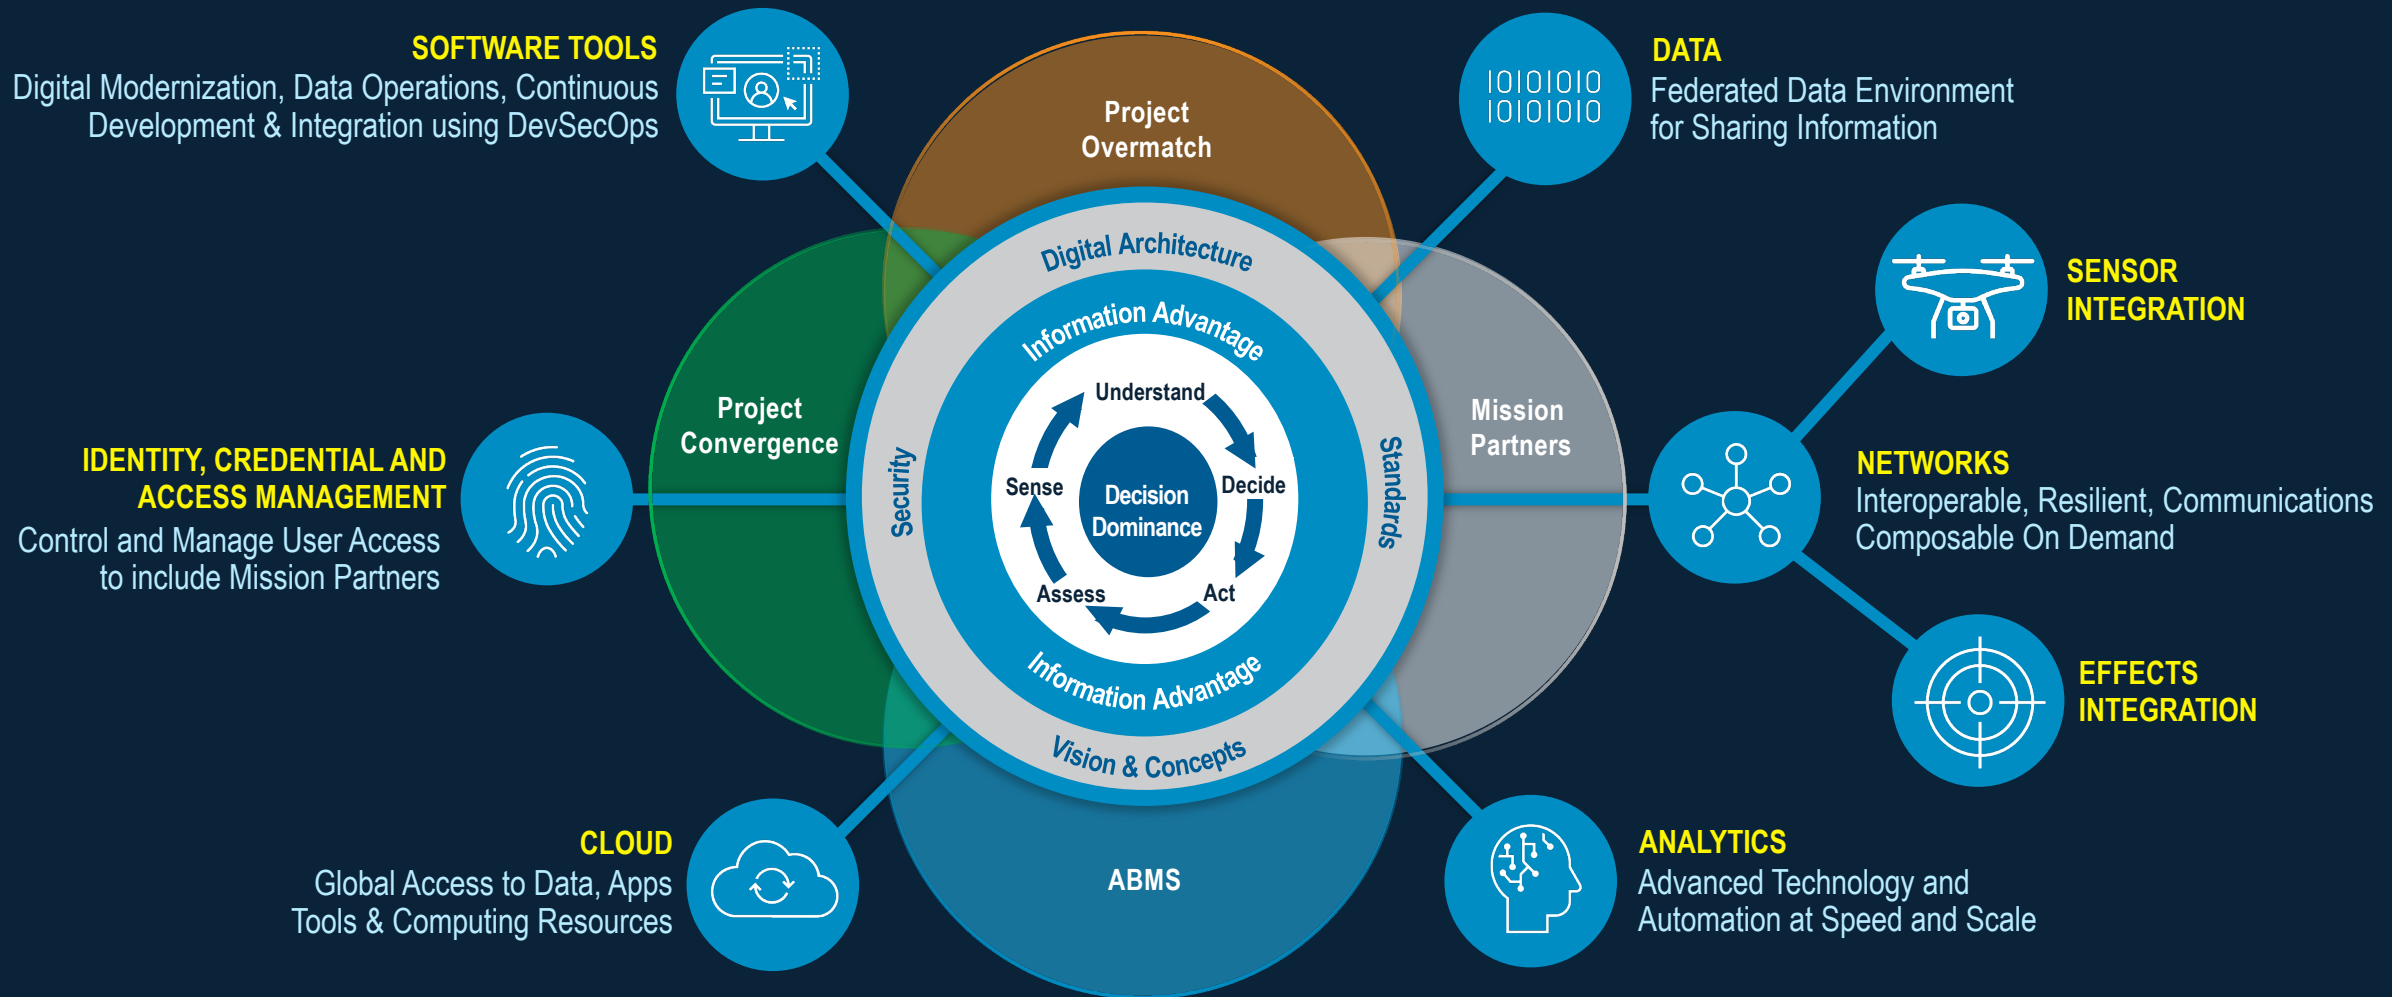 SOFTWARE TOOLS
Digital Modernization, Data Operations, Continuous
Development & Integration using DevSecOps
IDENTITY, CREDENTIAL AND
ACCESS MANAGEMENT
Control and Manage User Access
to include Mission Partners
CLOUD
Global Access to Data, Apps
Tools & Computing Resources
Project
Overmatch
Project
Convergence
Mission
Partners
ABMS
Digital Architecture
Security
Standards
Vision & Concepts
Information Advantage
Information Advantage
Understand
Decide
Act
Assess
Sense
Decision
Dominance
IOIOIOIO
IOIOIOIO
DATA
Federated Data Environment
for Sharing Information
SENSOR
INTEGRATION
NETWORKS
Interoperable, Resilient, Communications
Composable On Demand
EFFECTS
INTEGRATION
ANALYTICS
Advanced Technology and
Automation at Speed and Scale